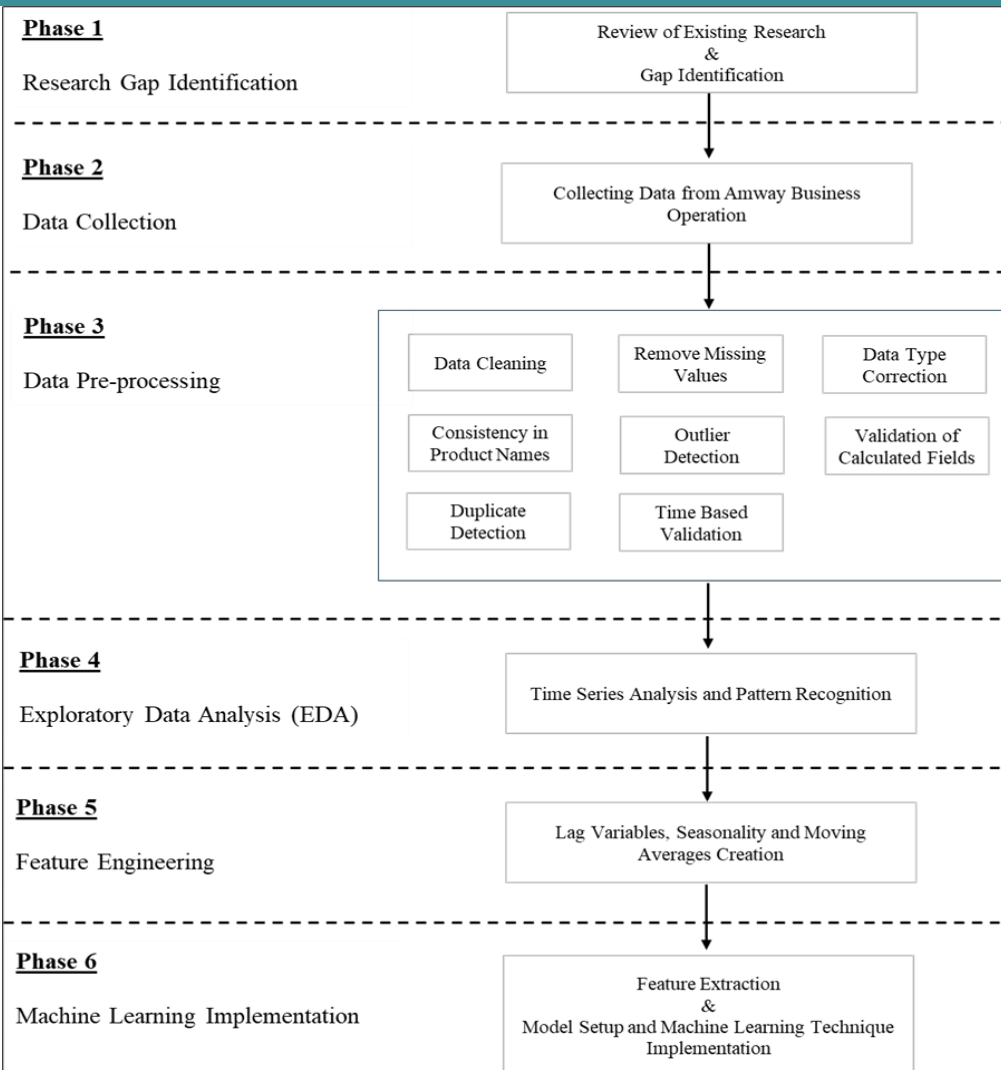 Phase 1
Research Gap Identification
Review of Existing Research
&
Gap Identification
Phase 2
Data Collection
Collecting Data from Amway Business
Operation
Phase 3
Data Pre-processing
Data Cleaning
Remove Missing
Values
Data Type
Correction
Consistency in
Product Names
Outlier
Detection
Validation of
Calculated Fields
Duplicate
Detection
Time Based
Validation
Phase 4
Exploratory Data Analysis (EDA)
Time Series Analysis and Pattern Recognition
Phase 5
Feature Engineering
Lag Variables, Seasonality and Moving
Averages Creation
Phase 6
Machine Learning Implementation
Feature Extraction
&
Model Setup and Machine Learning Technique
Implementation